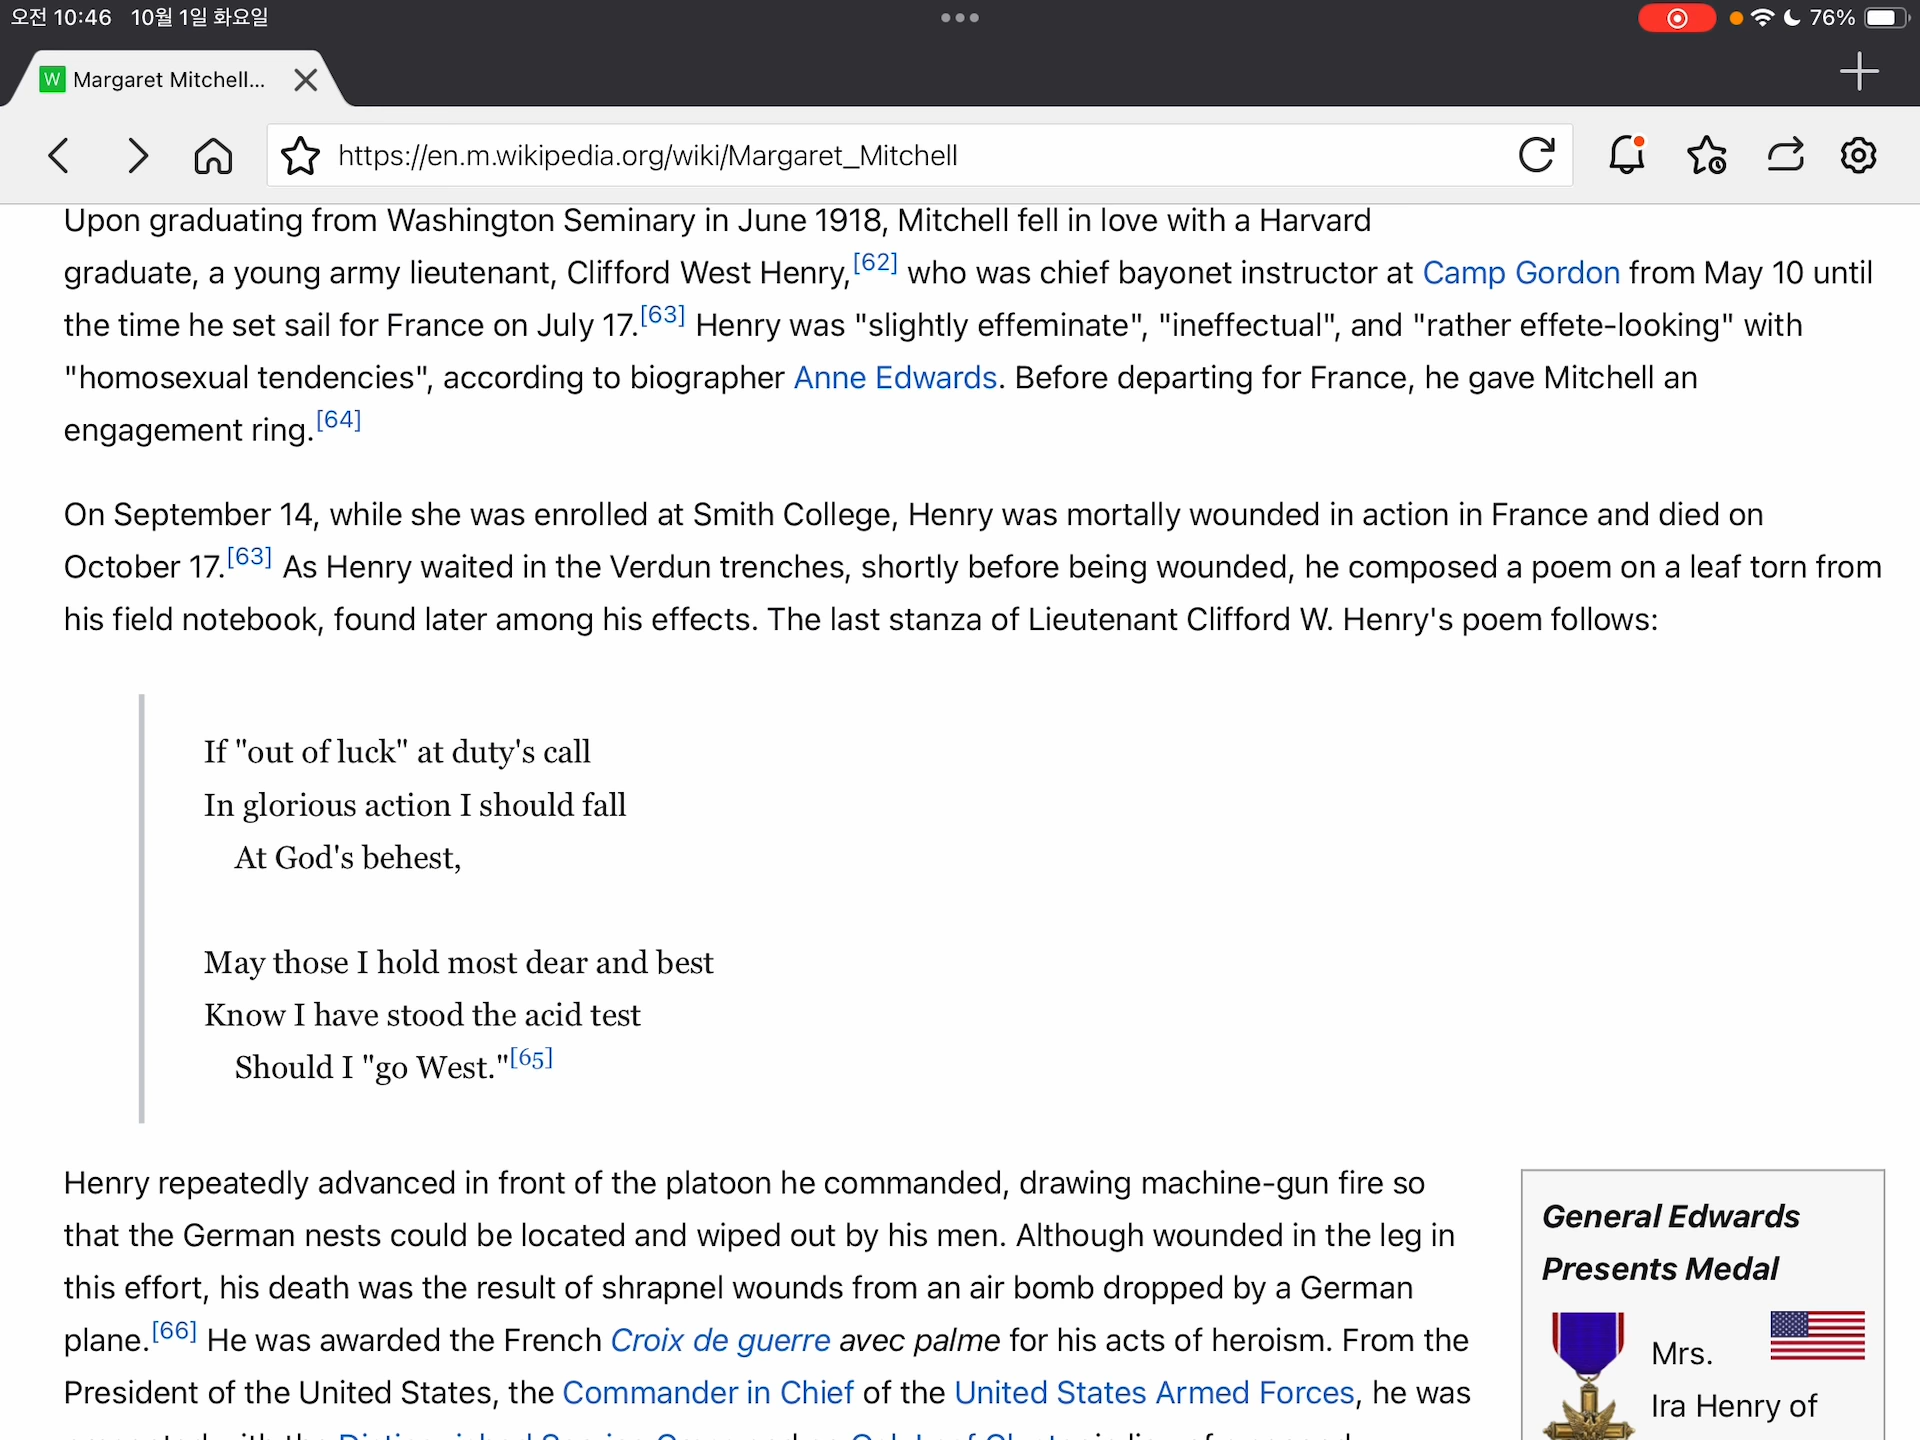 오전 10:46 10월 1일 화요일
76%
W Margaret Mitchell...
https://en.m.wikipedia.org/wiki/Margaret_Mitchell
Upon graduating from Washington Seminary in June 1918, Mitchell fell in love with a Harvard
graduate, a young army lieutenant, Clifford West Henry,[62] who was chief bayonet instructor at Camp Gordon from May 10 until
the time he set sail for France on July 17.[63] Henry was "slightly effeminate", "ineffectual", and "rather effete-looking" with
"homosexual tendencies", according to biographer Anne Edwards. Before departing for France, he gave Mitchell an
engagement ring.[64]
On September 14, while she was enrolled at Smith College, Henry was mortally wounded in action in France and died on
October 17.[63] As Henry waited in the Verdun trenches, shortly before being wounded, he composed a poem on a leaf torn from
his field notebook, found later among his effects. The last stanza of Lieutenant Clifford W. Henry's poem follows:
If "out of luck" at duty's call
In glorious action I should fall
At God's behest,
May those I hold most dear and best
Know I have stood the acid test
Should I "go West."[65]
Henry repeatedly advanced in front of the platoon he commanded, drawing machine-gun fire so
that the German nests could be located and wiped out by his men. Although wounded in the leg in
this effort, his death was the result of shrapnel wounds from an air bomb dropped by a German
plane.[66] He was awarded the French Croix de guerre avec palme for his acts of heroism. From the
President of the United States, the Commander in Chief of the United States Armed Forces, he was
General Edwards
Presents Medal
Mrs.
Ira Henry of